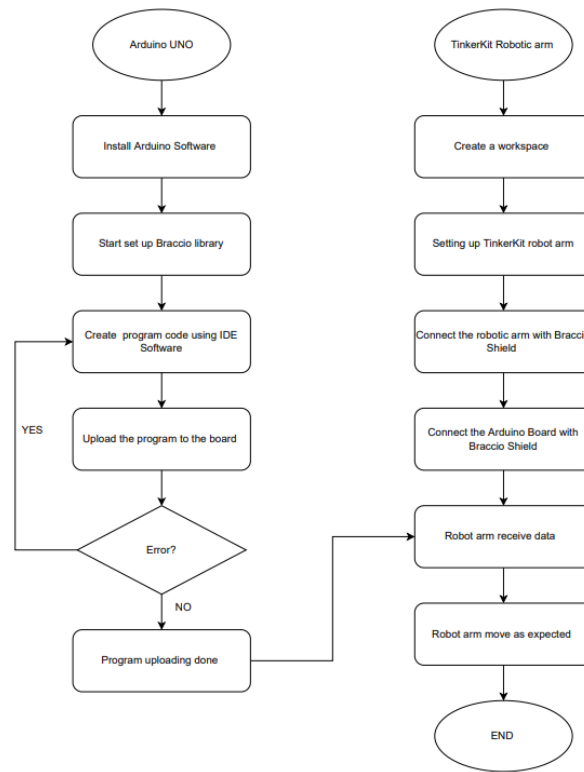 Arduino UNO
Install Arduino Software
Start set up Braccio library
Create program code using IDE
Software
YES
Upload the program to the board
Error?
NO
Program uploading done
TinkerKit Robotic arm
Create a workspace
Setting up TinkerKit robot arm
Connect the robotic arm with Braccio
Shield
Connect the Arduino Board with
Braccio Shield
Robot arm receive data
Robot arm move as expected
END